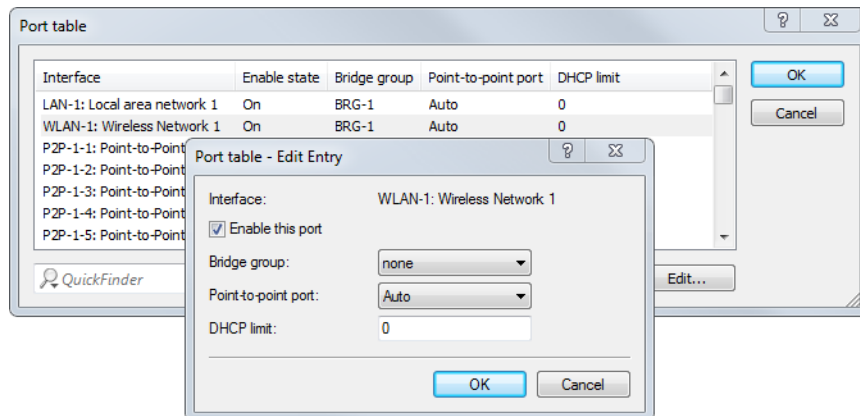 Port table
Interface Enable state Bridge group Point-to-point port DHCP limit
LAN-1: Local area network 1 On BRG-1 Auto 0
WLAN-1: Wireless Network 1 On BRG-1 Auto 0
P2P-1-1: Point-to-Point
P2P-1-2: Point-to-Point
P2P-1-3: Point-to-Point
P2P-1-4: Point-to-Point
P2P-1-5: Point-to-Point
QuickFinder
Edit...
OK
Cancel
Port table - Edit Entry
Interface: WLAN-1: Wireless Network 1
Enable this port
Bridge group: none
Point-to-point port: Auto
DHCP limit: 0
OK Cancel